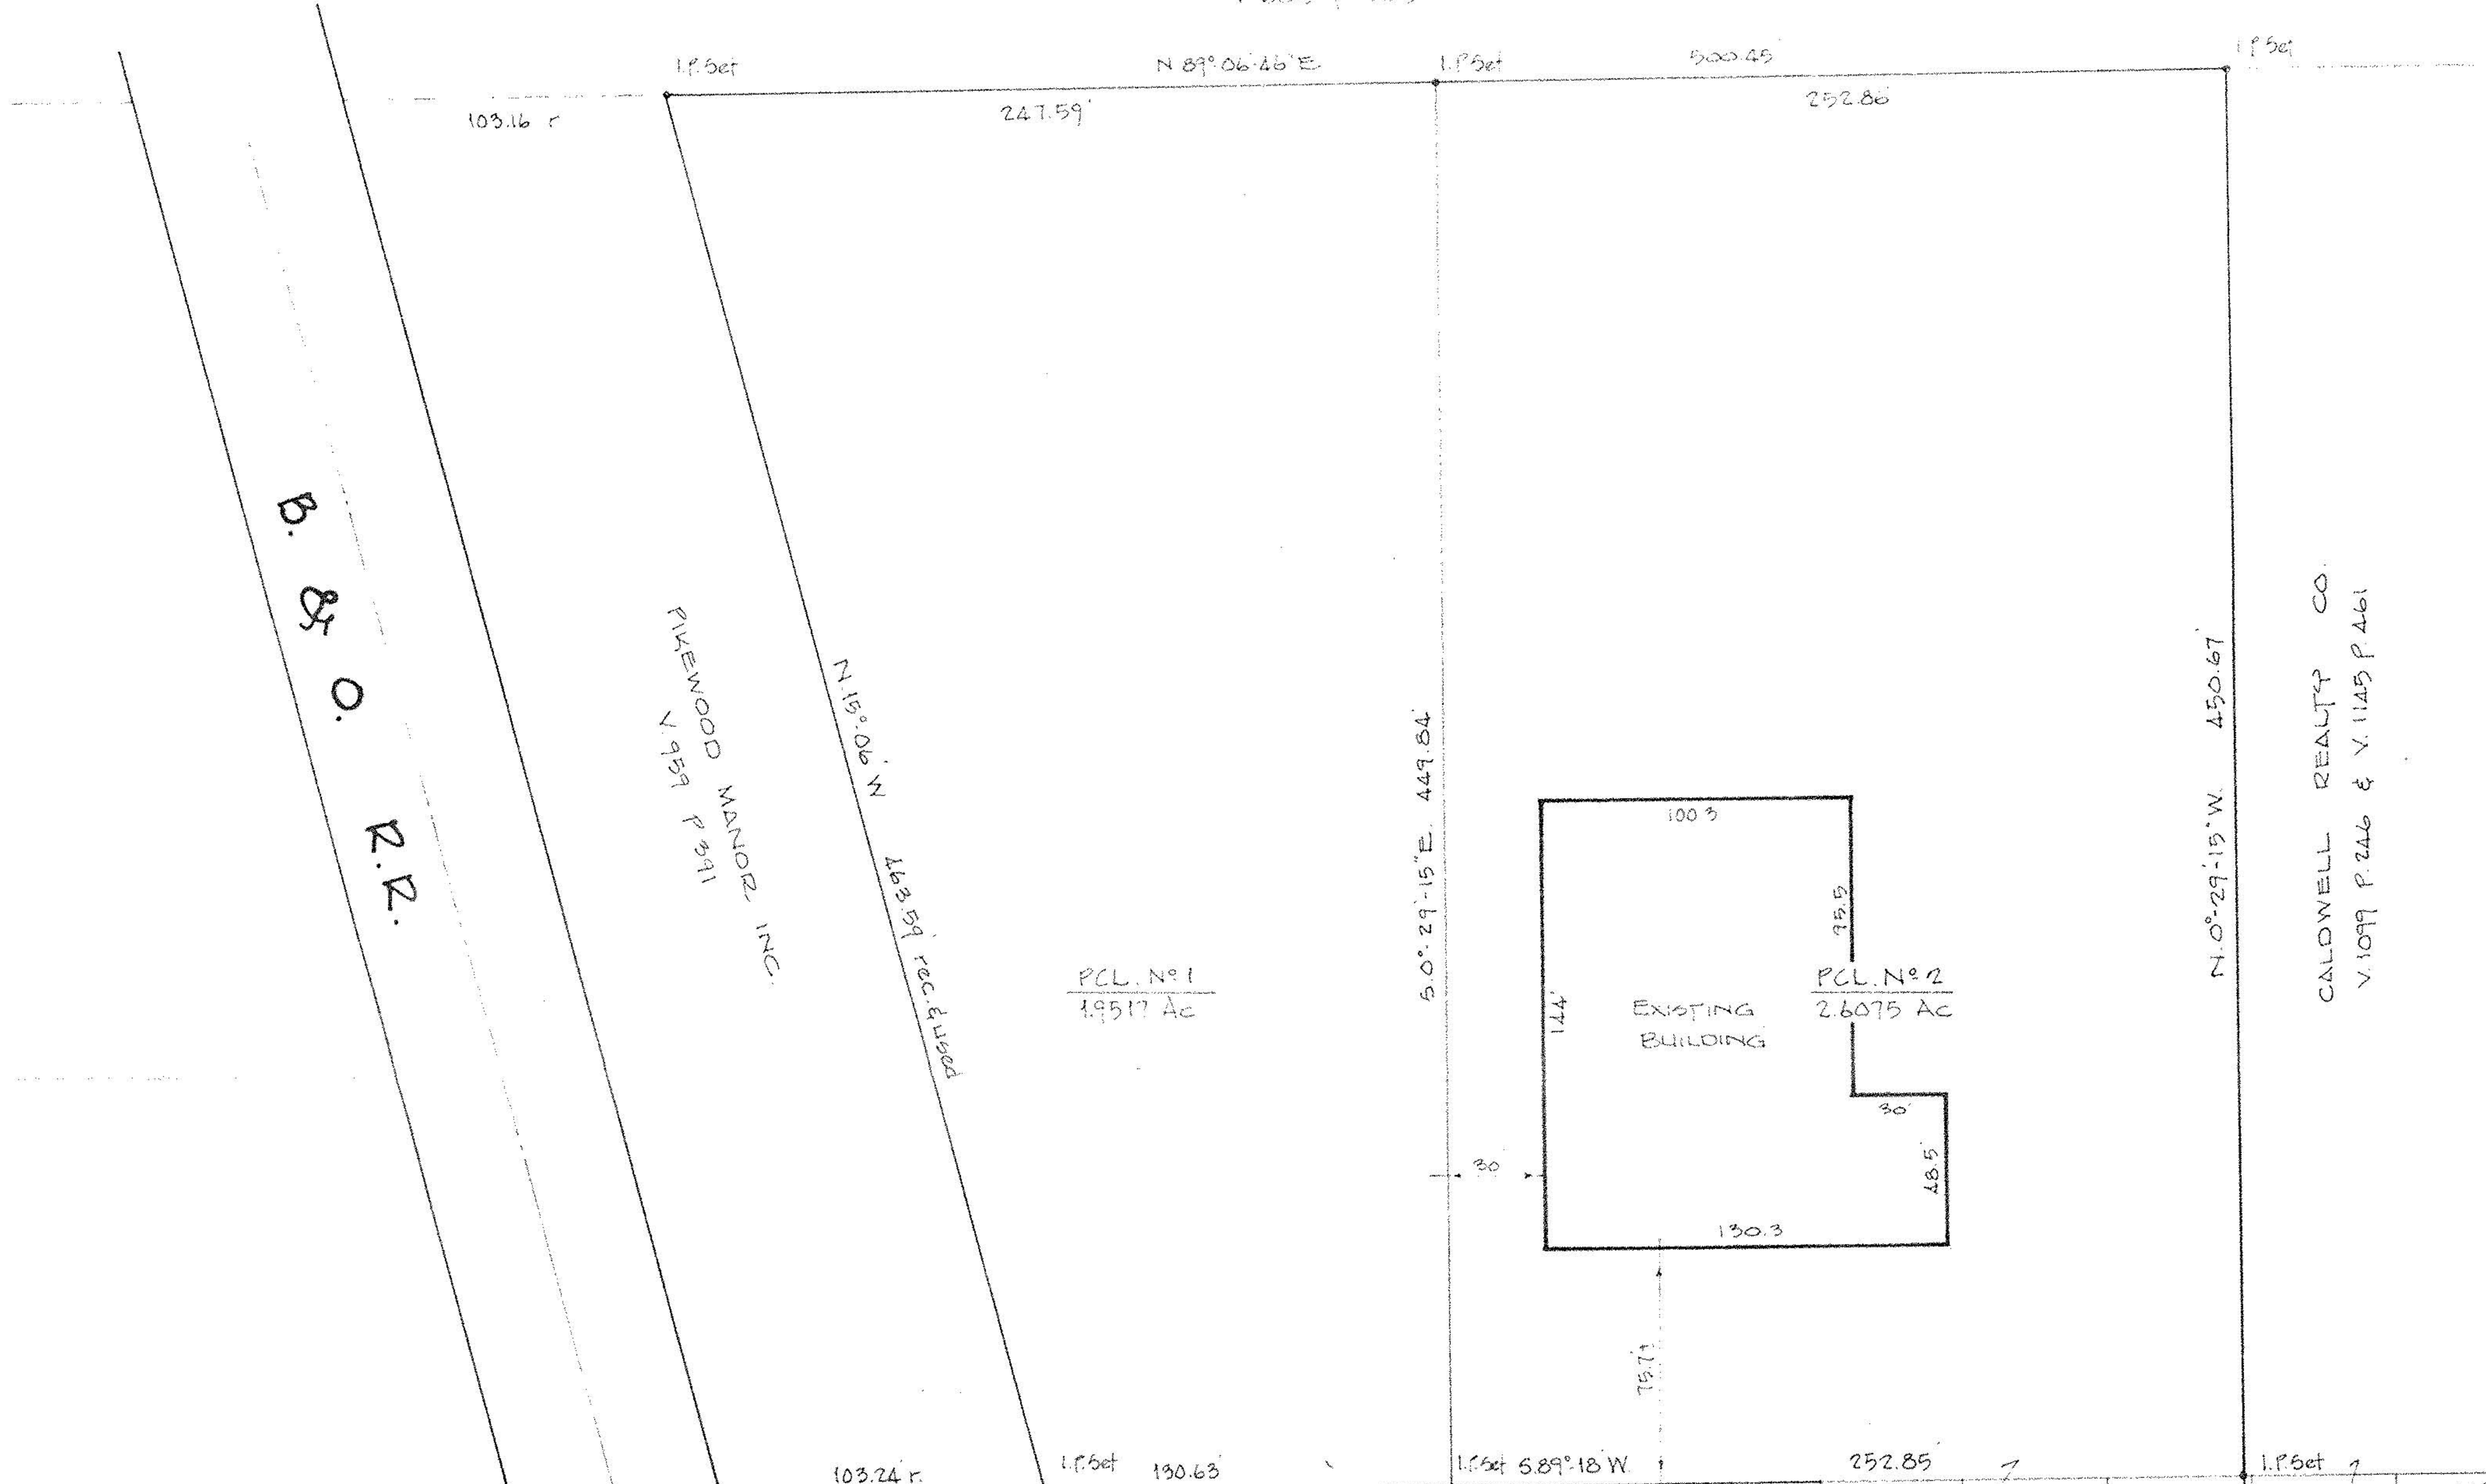 I.P. Set
N 89°-06'-46" E
I.P. Set
500.45'
I.P. Set
103.16 r
247.59'
252.86'
B. & O. R.R.
PIKEWOOD MANOR INC.
V. 959 P 391
N. 15°-06' W
463.59' rec. & used
PCL. Nº 1
1.9517 Ac
S. 0°-29'-15" E. 449.84'
100.3
95.5
144'
EXISTING
BUILDING
PCL. Nº 2
2.6075 AC
30'
48.5'
30
130.3
75.7'±
N. 0°-29'-15" W. 450.67'
CALDWELL REALTY CO.
V. 1099 P. 246 & V. 1145 P. 461
103.24' r.
I.P. Set
130.63'
I.P. Set
S. 89°-18' W.
252.85'
I.P. Set